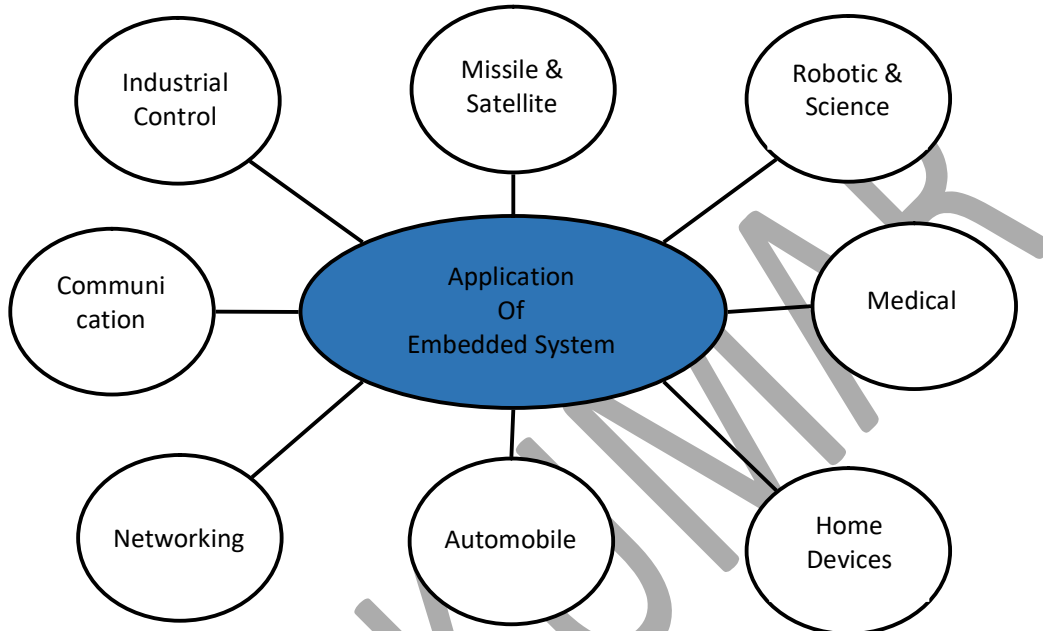 Industrial
Control
Missile &
Satellite
Robotic &
Science
Communi
cation
Application
Of
Embedded System
Medical
Networking
Automobile
Home
Devices